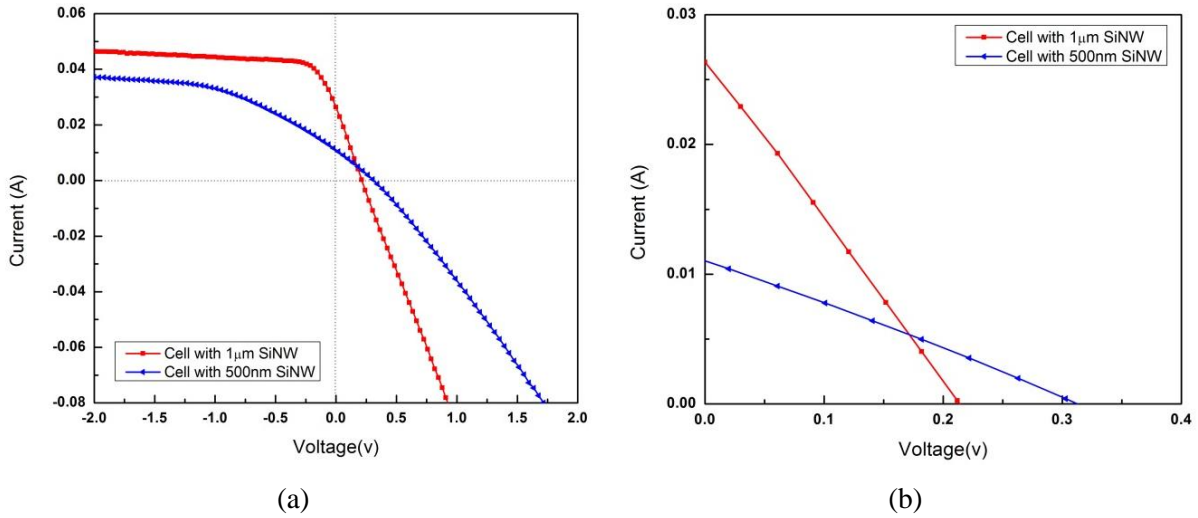 0.06
0.04
0.02
0.00
-0.02
-0.04
-0.06
-0.08
Current (A)
Cell with 1μm SiNW
Cell with 500nm SiNW
-2.0 -1.5 -1.0 -0.5 0.0 0.5 1.0 1.5 2.0
Voltage(v)
(a)
0.03
0.02
0.01
0.00
Current (A)
Cell with 1μm SiNW
Cell with 500nm SiNW
0.0 0.1 0.2 0.3 0.4
Voltage(v)
(b)